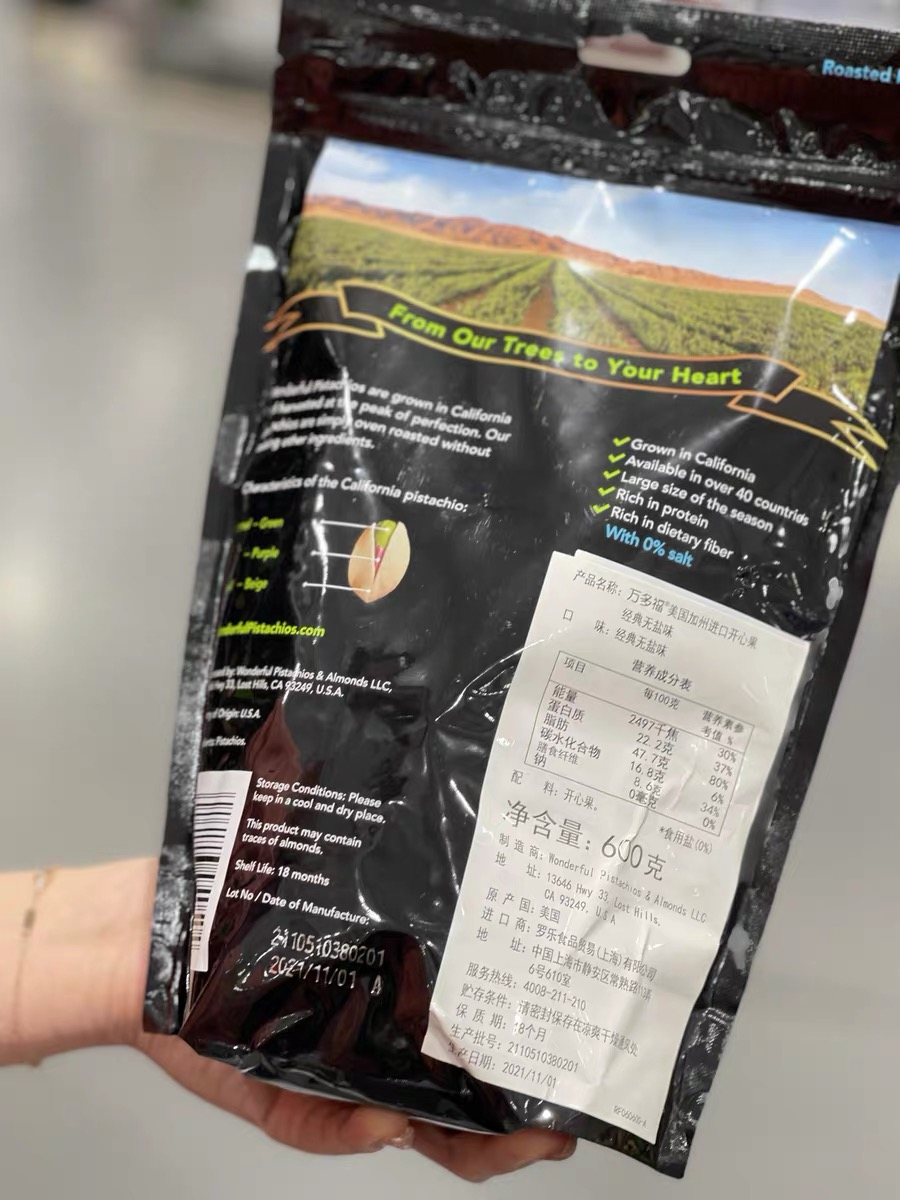 Roasted
From Our Trees to Your Heart
Pistachios are grown in California
harvested at the peak of perfection. Our
are simply oven roasted without
other ingredients.
Characteristics of the California pistachio:
– Green
– Purple
– Beige
Pistachios.com
by: Wonderful Pistachios & Almonds LLC,
Hwy 33, Lost Hills, CA 93249, U.S.A.
of Origin: U.S.A.
Pistachios.
Storage Conditions: Please
keep in a cool and dry place.
This product may contain
traces of almonds.
Shelf Life: 18 months
Lot No / Date of Manufacture:
2110510380201
2021/11/01 A
Grown in California
Available in over 40 countries
Large size of the season
Rich in protein
Rich in dietary fiber
With 0% salt
产品名称: 万多福®美国加州进口开心果
经典无盐味
口 味: 经典无盐味
营养成分表
项目 每100克 营养素参考值 %
能量 2497千焦 30%
蛋白质 22.2克 37%
脂肪 47.7克 80%
碳水化合物 16.8克 6%
膳食纤维 8.6克 34%
钠 0毫克 0%
配 料: 开心果。
*食用盐(0%)
净含量: 600克
制造商: Wonderful Pistachios & Almonds LLC
地 址: 13646 Hwy 33, Lost Hills,
CA 93249, U.S.A
原产国: 美国
进口商: 罗乐食品贸易(上海)有限公司
地 址: 中国上海市静安区常熟路
6号610室
服务热线: 4008-211-210
贮存条件: 请密封保存在凉爽干燥处
保质期: 18个月
生产批号: 2110510380201
生产日期: 2021/11/01